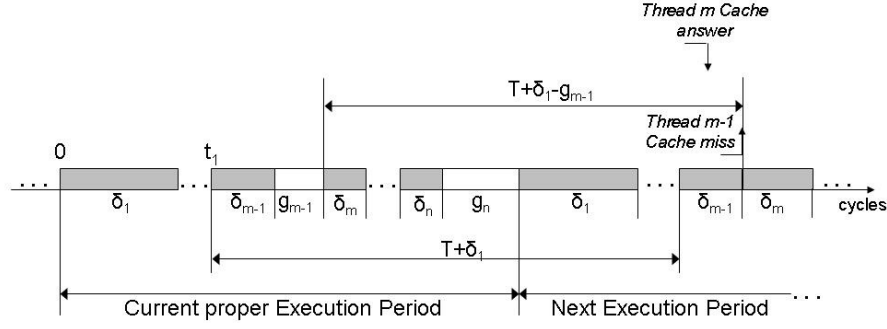 Thread m Cache
answer
T+δ1-gm-1
Thread m-1
Cache miss
0
t1
... ... ... ... ...
δ1
δm-1
gm-1
δm
δn
gn
δ1
δm-1
δm
cycles
T+δ1
Current proper Execution Period
Next Execution Period ...